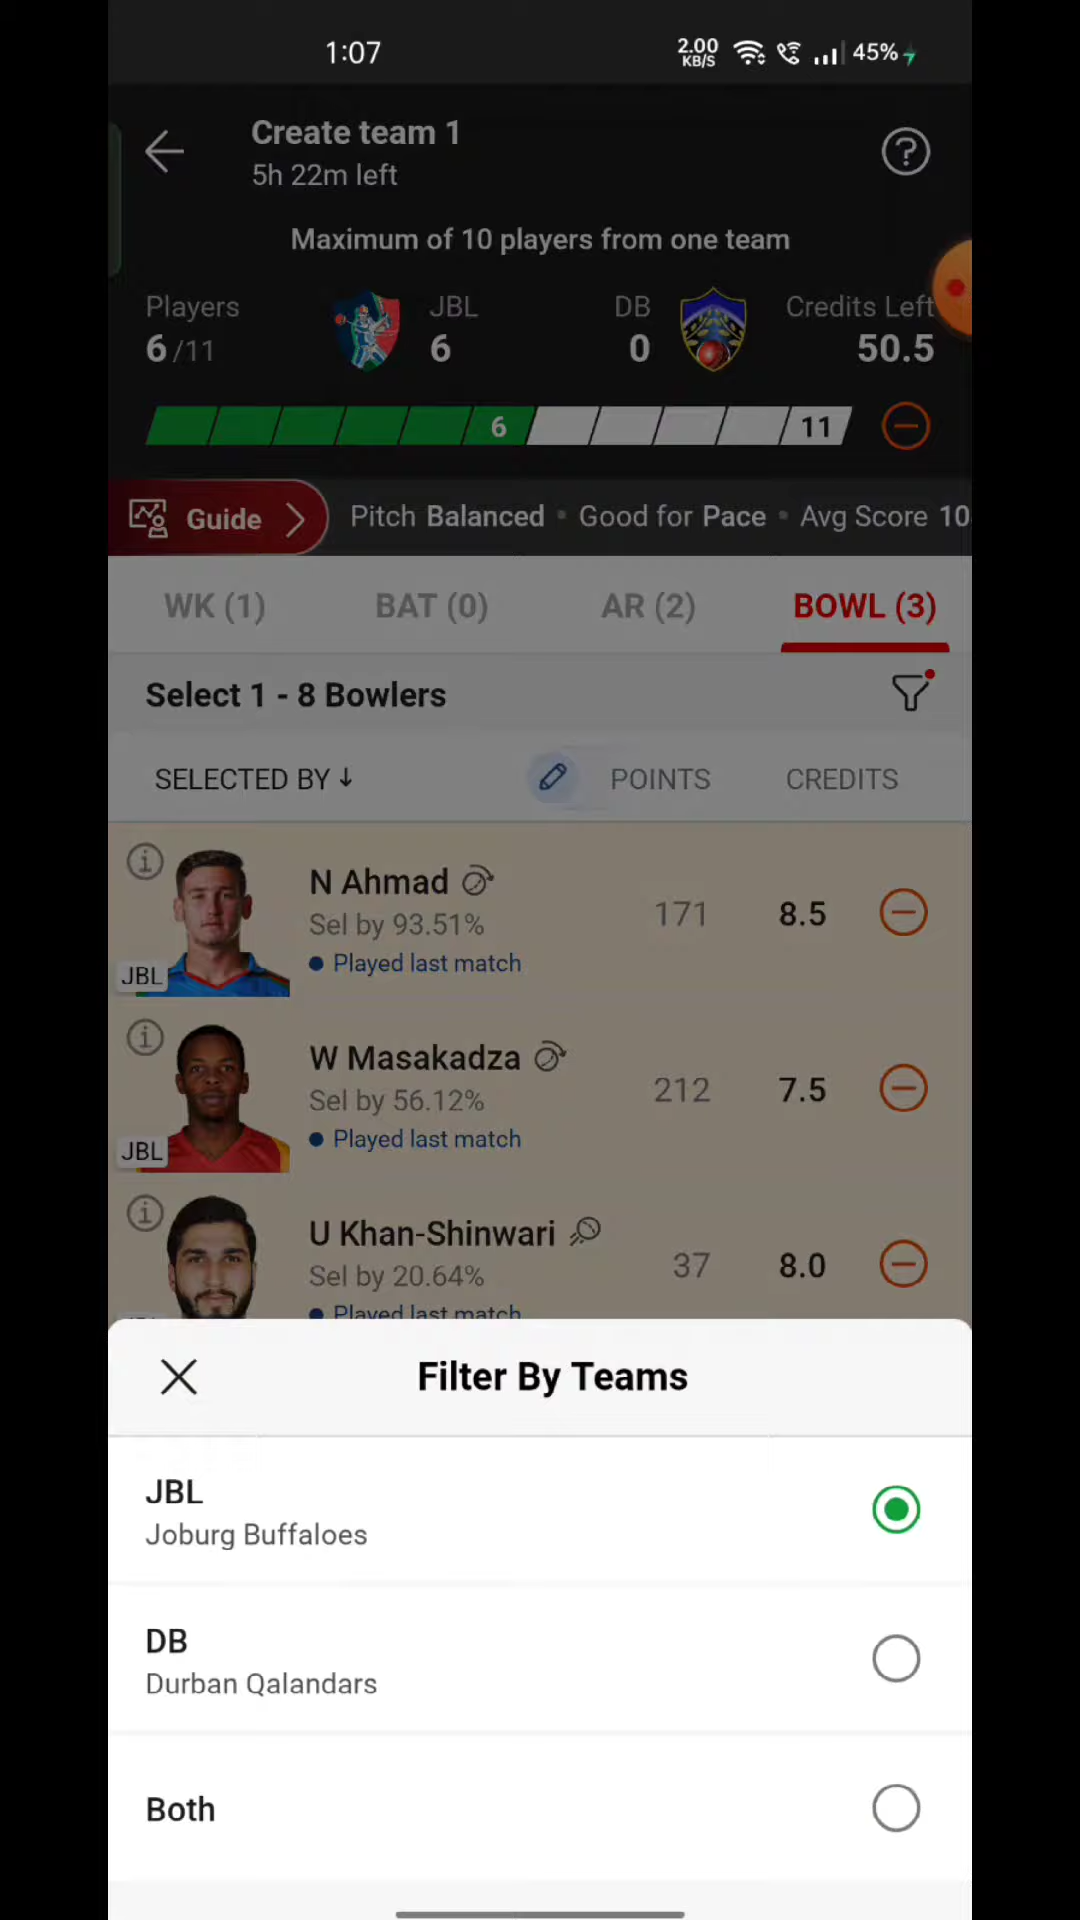 1:07
2.00 KB/S
45%
Create team 1
5h 22m left
Maximum of 10 players from one team
Players JBL DB Credits Left
6/11 6 0 50.5
6 11
Guide Pitch Balanced • Good for Pace • Avg Score 10
WK (1) BAT (0) AR (2) BOWL (3)
Select 1 - 8 Bowlers
SELECTED BY ↓ POINTS CREDITS
N Ahmad
Sel by 93.51% 171 8.5
Played last match
JBL
W Masakadza
Sel by 56.12% 212 7.5
Played last match
JBL
U Khan-Shinwari
Sel by 20.64% 37 8.0
Played last match
Filter By Teams
JBL
Joburg Buffaloes
DB
Durban Qalandars
Both